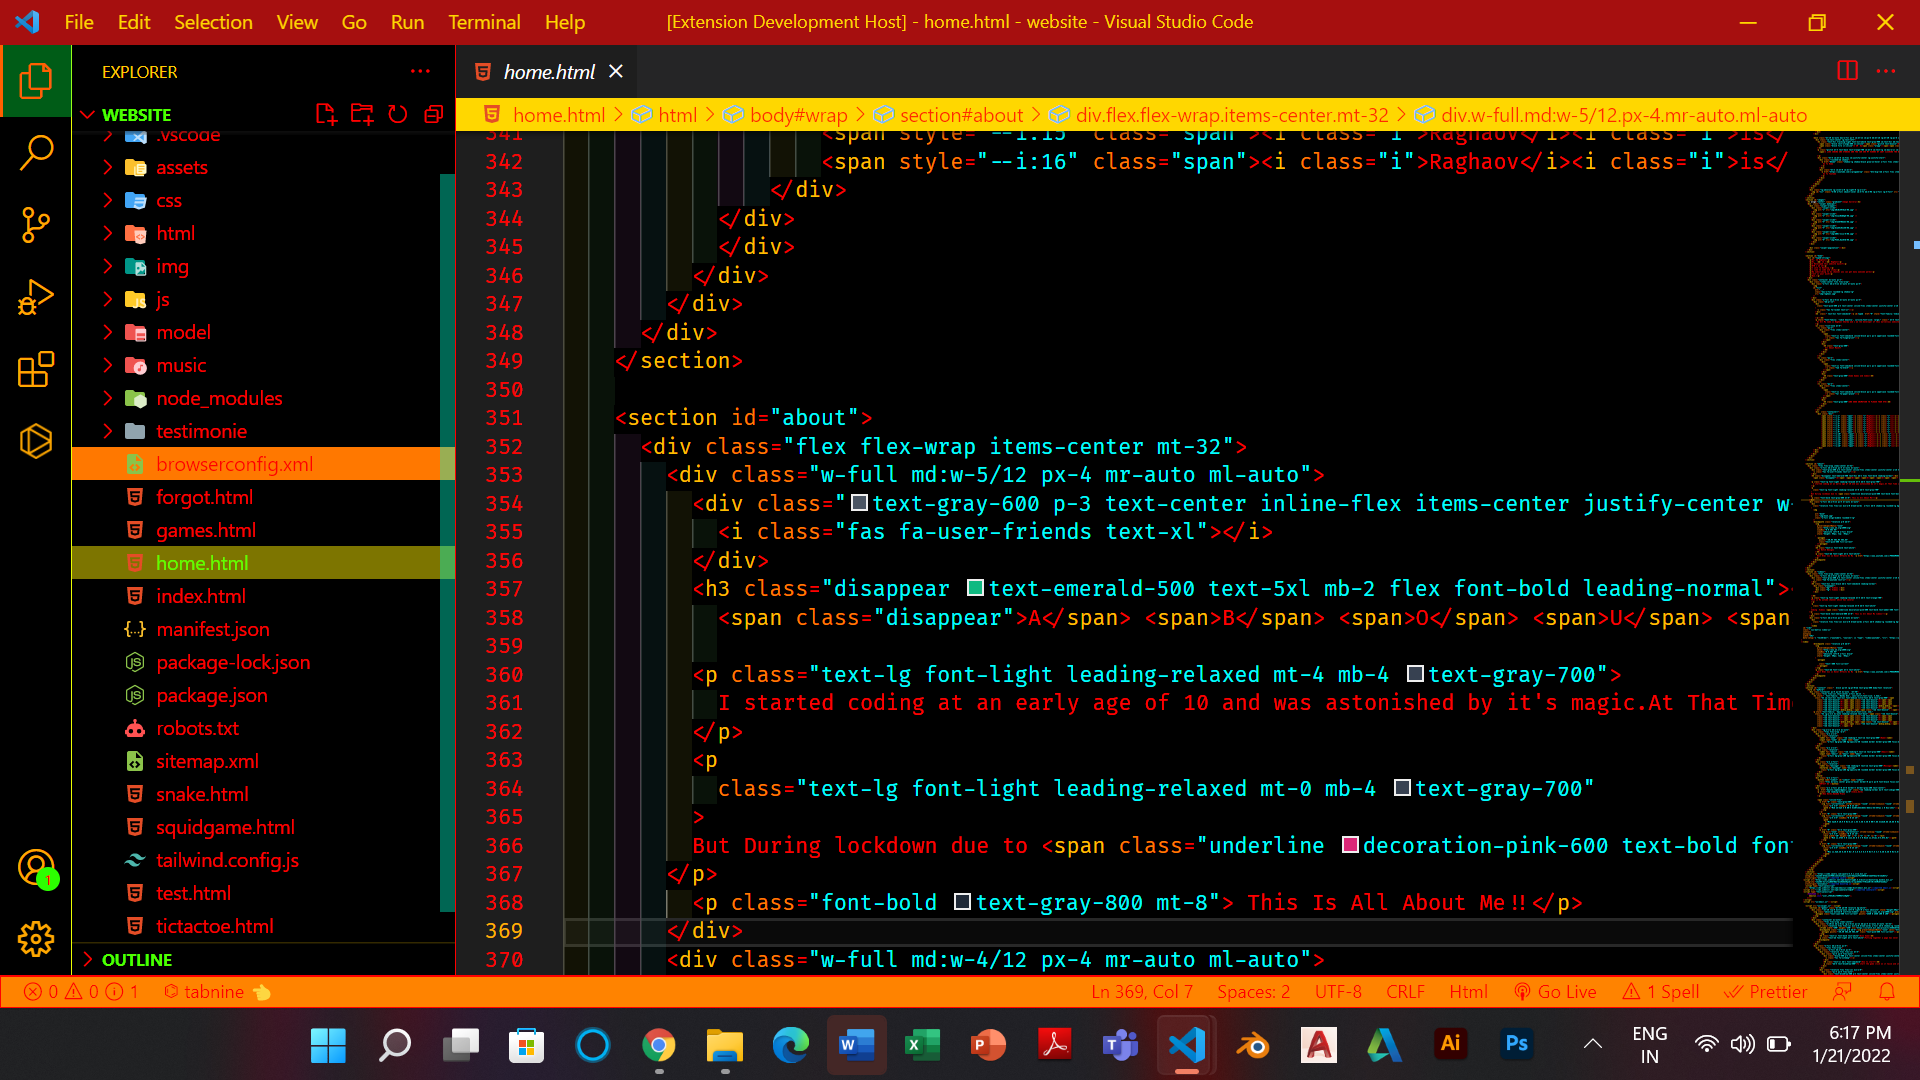 File Edit Selection View Go Run Terminal Help [Extension Development Host] - home.html - website - Visual Studio Code
EXPLORER
home.html
WEBSITE
home.html > html > body#wrap > section#about > div.flex.flex-wrap.items-center.mt-32 > div.w-full.md:w-5/12.px-4.mr-auto.ml-auto
.vscode
assets
css
html
img
js
model
music
node_modules
testimonie
browserconfig.xml
forgot.html
games.html
home.html
index.html
manifest.json
package-lock.json
package.json
robots.txt
sitemap.xml
snake.html
squidgame.html
tailwind.config.js
test.html
tictactoe.html
OUTLINE
341 <span style="--i:15" class="span"><i class="i">Raghaov</i><i class="i">is</
342 <span style="--i:16" class="span"><i class="i">Raghaov</i><i class="i">is</
343 </div>
344 </div>
345 </div>
346 </div>
347 </div>
348 </div>
349 </section>
350
351 <section id="about">
352 <div class="flex flex-wrap items-center mt-32">
353 <div class="w-full md:w-5/12 px-4 mr-auto ml-auto">
354 <div class="text-gray-600 p-3 text-center inline-flex items-center justify-center w-
355 <i class="fas fa-user-friends text-xl"></i>
356 </div>
357 <h3 class="disappear text-emerald-500 text-5xl mb-2 flex font-bold leading-normal">
358 <span class="disappear">A</span> <span>B</span> <span>O</span> <span>U</span> <span
359
360 <p class="text-lg font-light leading-relaxed mt-4 mb-4 text-gray-700">
361 I started coding at an early age of 10 and was astonished by it's magic.At That Tim
362 </p>
363 <p
364 class="text-lg font-light leading-relaxed mt-0 mb-4 text-gray-700"
365 >
366 But During lockdown due to <span class="underline decoration-pink-600 text-bold fon
367 </p>
368 <p class="font-bold text-gray-800 mt-8"> This Is All About Me!!</p>
369 </div>
370 <div class="w-full md:w-4/12 px-4 mr-auto ml-auto">
0 0 1 tabnine Ln 369, Col 7 Spaces: 2 UTF-8 CRLF Html Go Live 1 Spell Prettier
ENG
IN
6:17 PM
1/21/2022